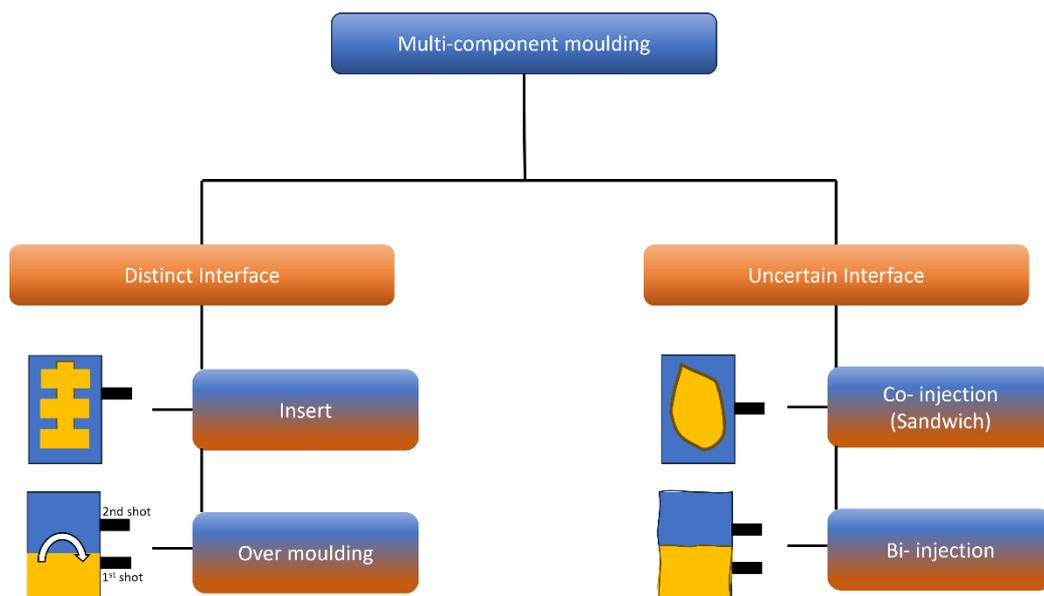 Multi-component moulding
Distinct Interface
Uncertain Interface
Insert
Co- injection
(Sandwich)
2nd shot
1st shot
Over moulding
Bi- injection